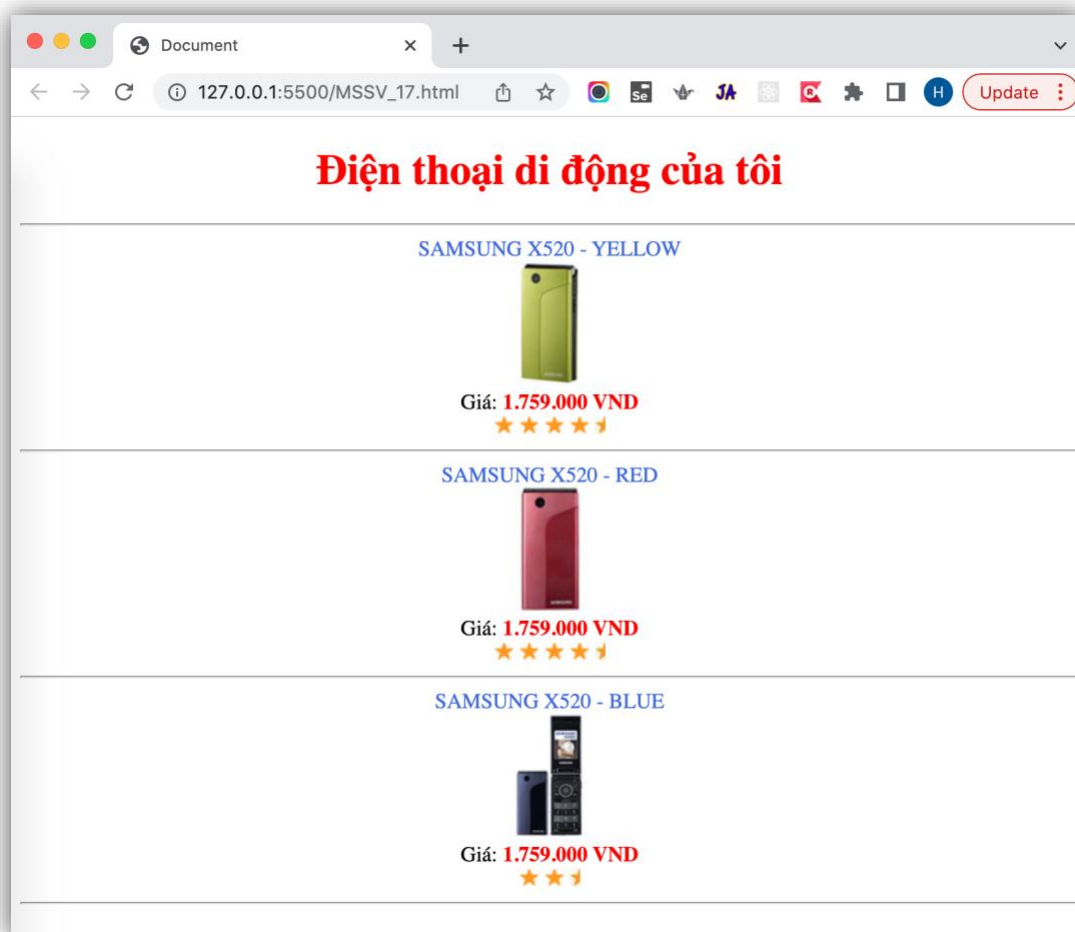 Document
127.0.0.1:5500/MSSV_17.html
Se
JA
H
Update
Điện thoại di động của tôi
SAMSUNG X520 - YELLOW
Giá: 1.759.000 VND
SAMSUNG X520 - RED
Giá: 1.759.000 VND
SAMSUNG X520 - BLUE
Giá: 1.759.000 VND